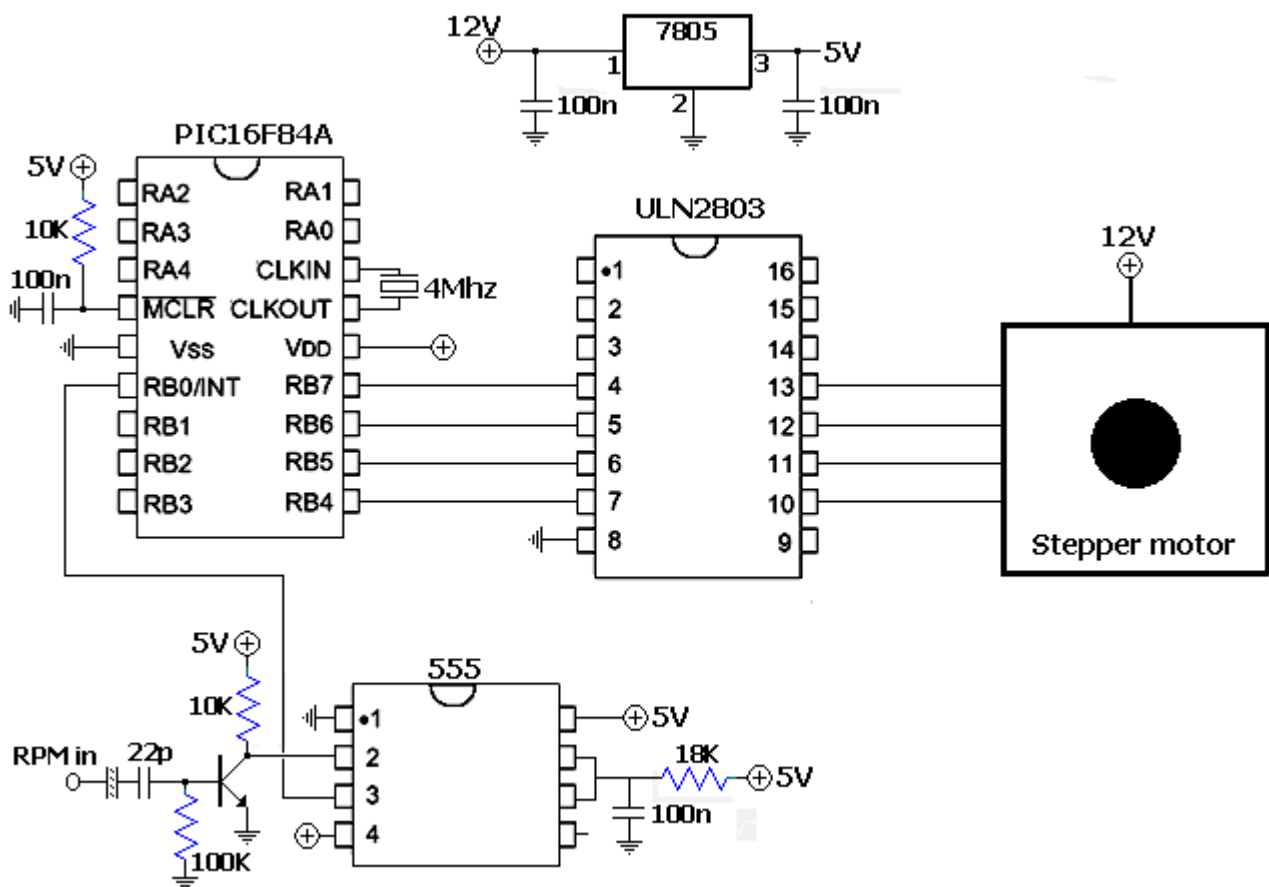 12V
7805
1
3
5V
2
100n
100n
PIC16F84A
5V
10K
100n
RA2
RA1
RA3
RA0
RA4
CLKIN
MCLR
CLKOUT
4Mhz
VSS
VDD
RB0/INT
RB7
RB1
RB6
RB2
RB5
RB3
RB4
ULN2803
1
16
2
15
3
14
4
13
5
12
6
11
7
10
8
9
12V
Stepper motor
5V
10K
RPM in
22p
100K
555
1
2
3
4
5V
18K
5V
100n